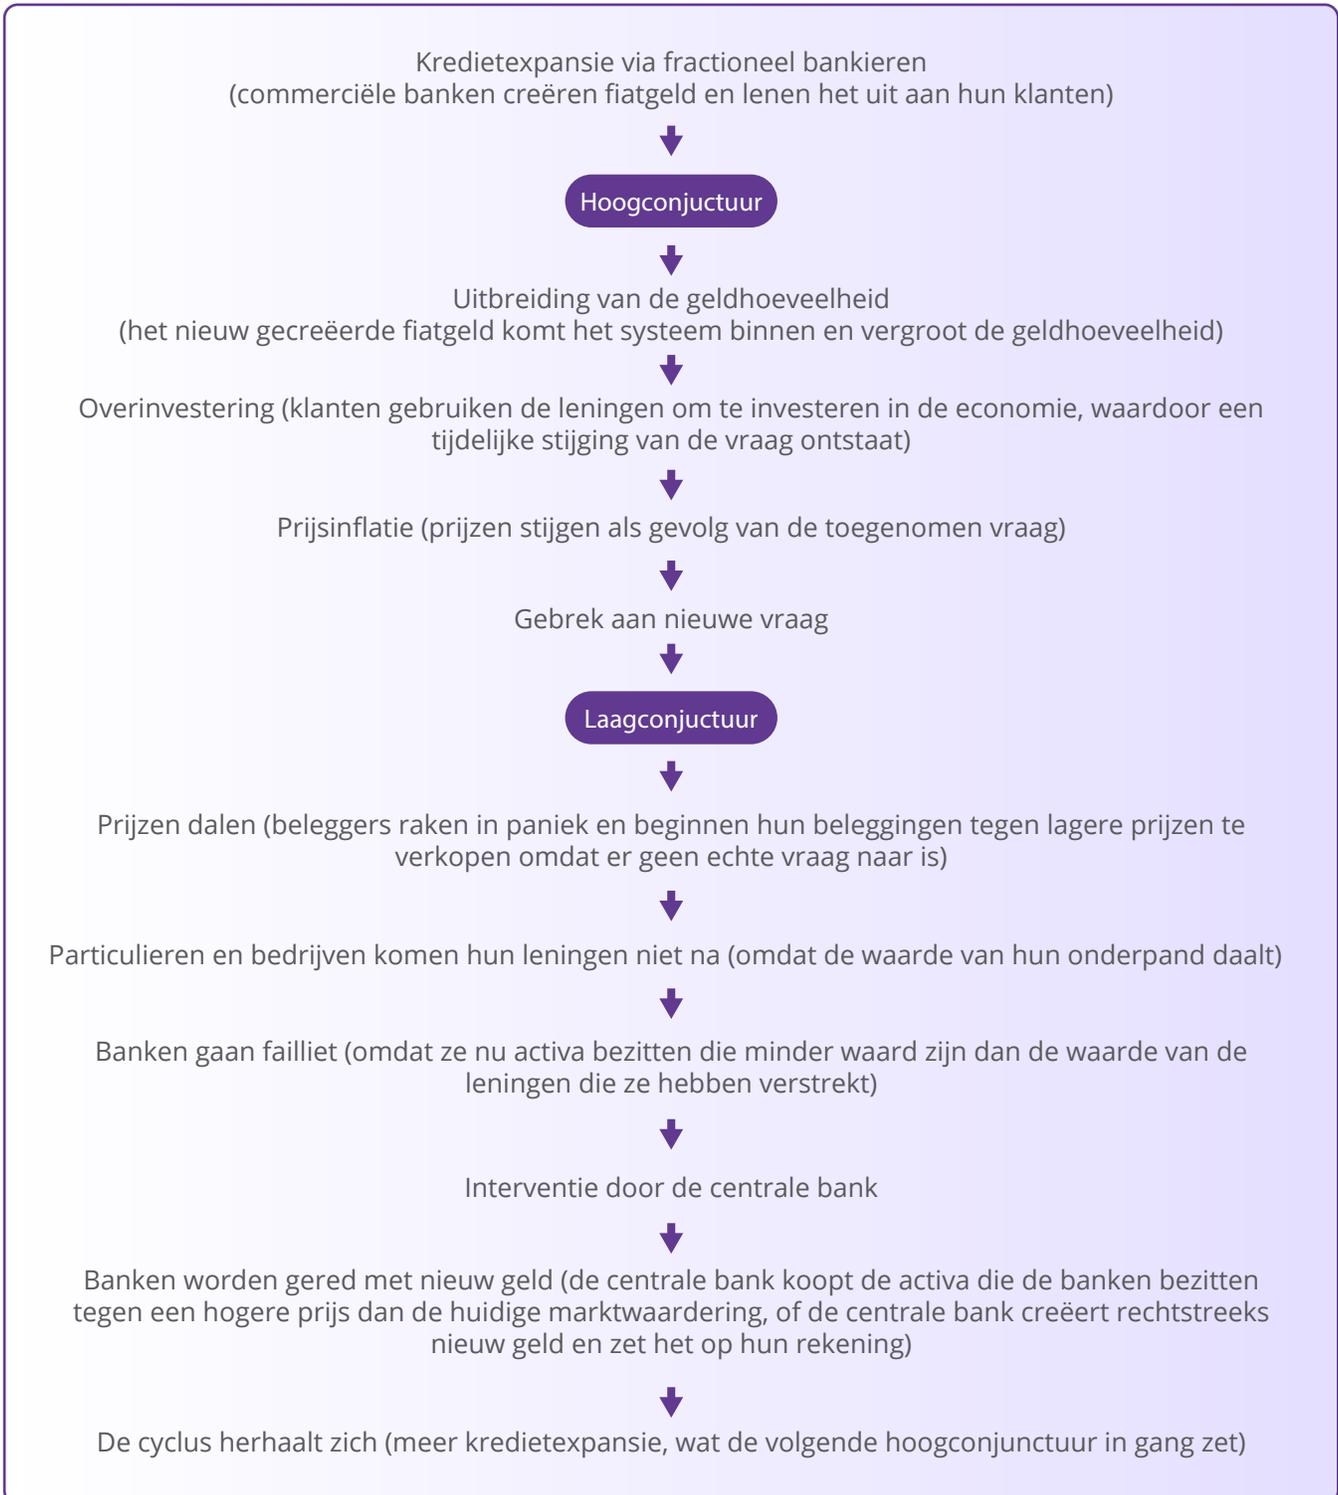 Kredietexpansie via fractioneel bankieren
(commerciële banken creëren fiatgeld en lenen het uit aan hun klanten)
Hoogconjuctuur
Uitbreiding van de geldhoeveelheid
(het nieuw gecreëerde fiatgeld komt het systeem binnen en vergroot de geldhoeveelheid)
Overinvestering (klanten gebruiken de leningen om te investeren in de economie, waardoor een
tijdelijke stijging van de vraag ontstaat)
Prijsinflatie (prijzen stijgen als gevolg van de toegenomen vraag)
Gebrek aan nieuwe vraag
Laagconjuctuur
Prijzen dalen (beleggers raken in paniek en beginnen hun beleggingen tegen lagere prijzen te
verkopen omdat er geen echte vraag naar is)
Particulieren en bedrijven komen hun leningen niet na (omdat de waarde van hun onderpand daalt)
Banken gaan failliet (omdat ze nu activa bezitten die minder waard zijn dan de waarde van de
leningen die ze hebben verstrekt)
Interventie door de centrale bank
Banken worden gered met nieuw geld (de centrale bank koopt de activa die de banken bezitten
tegen een hogere prijs dan de huidige marktwaardering, of de centrale bank creëert rechtstreeks
nieuw geld en zet het op hun rekening)
De cyclus herhaalt zich (meer kredietexpansie, wat de volgende hoogconjunctuur in gang zet)